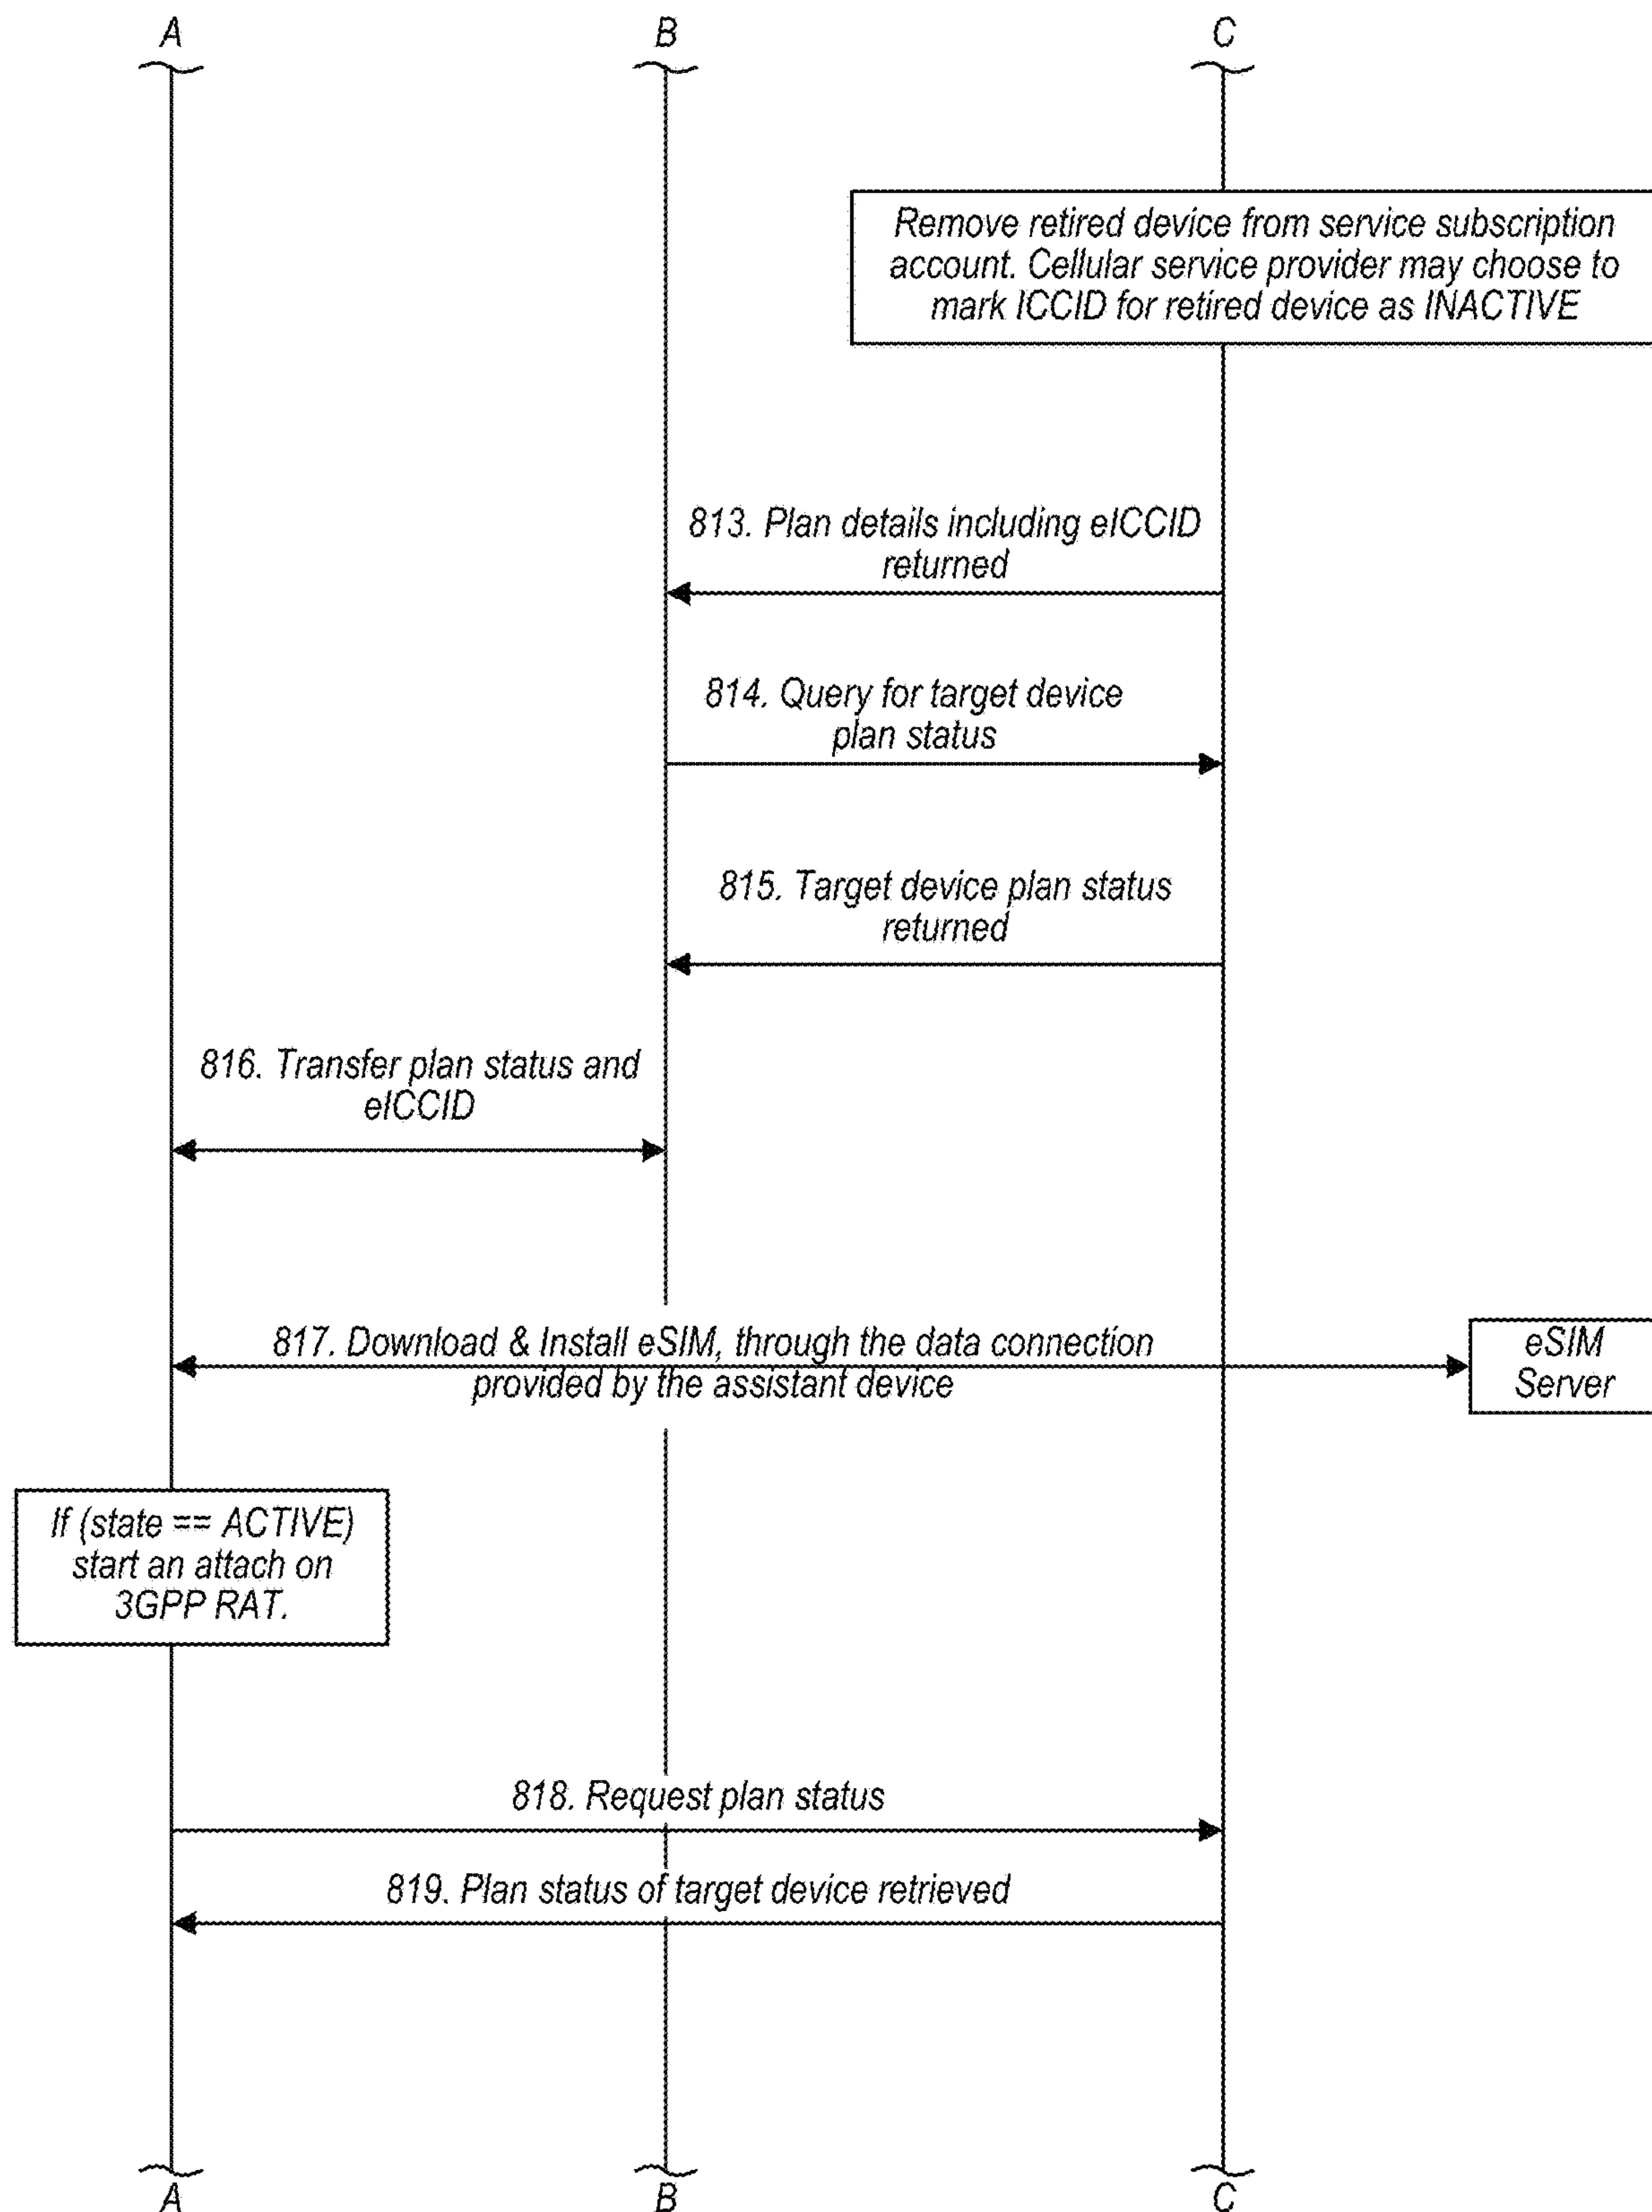 A
B
C
Remove retired device from service subscription
account. Cellular service provider may choose to
mark ICCID for retired device as INACTIVE
813. Plan details including eICCID
returned
814. Query for target device
plan status
815. Target device plan status
returned
816. Transfer plan status and
eICCID
817. Download & Install eSIM, through the data connection
provided by the assistant device
eSIM
Server
If (state == ACTIVE)
start an attach on
3GPP RAT.
818. Request plan status
819. Plan status of target device retrieved
A
B
C